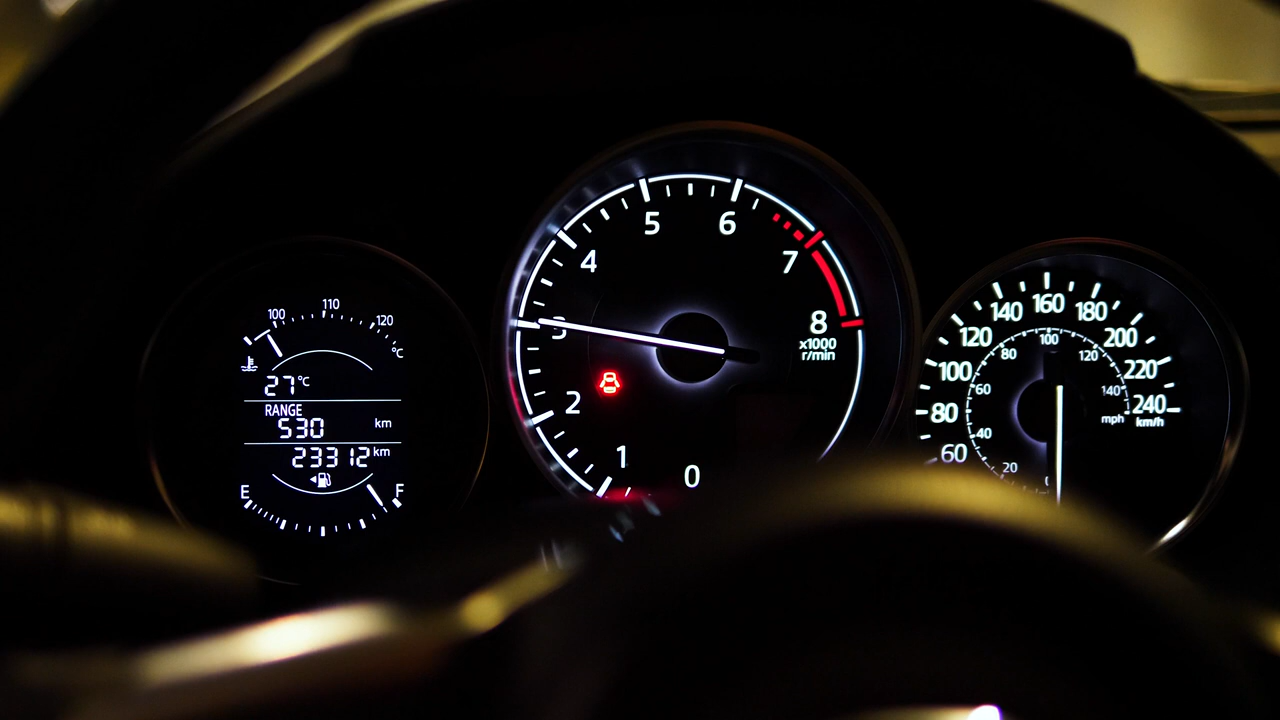 100 110 120
°C
27°C
RANGE
530 km
23312 km
E F
0 1 2 3 4 5 6 7 8
x1000
r/min
60 80 100 120 140 160 180 200 220 240
km/h
0 20 40 60 80 100 120 140
mph